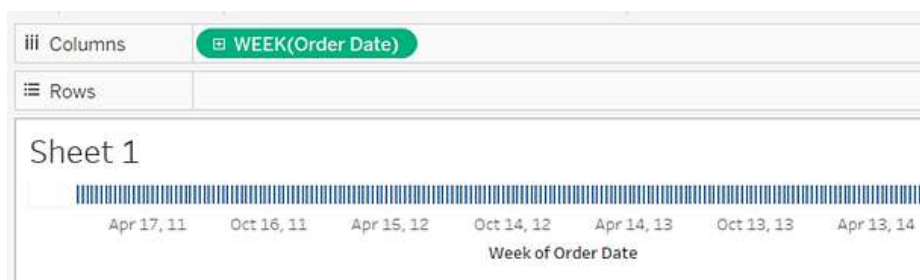 Columns WEEK(Order Date)
Rows
Sheet 1
Apr 17, 11 Oct 16, 11 Apr 15, 12 Oct 14, 12 Apr 14, 13 Oct 13, 13 Apr 13, 14
Week of Order Date